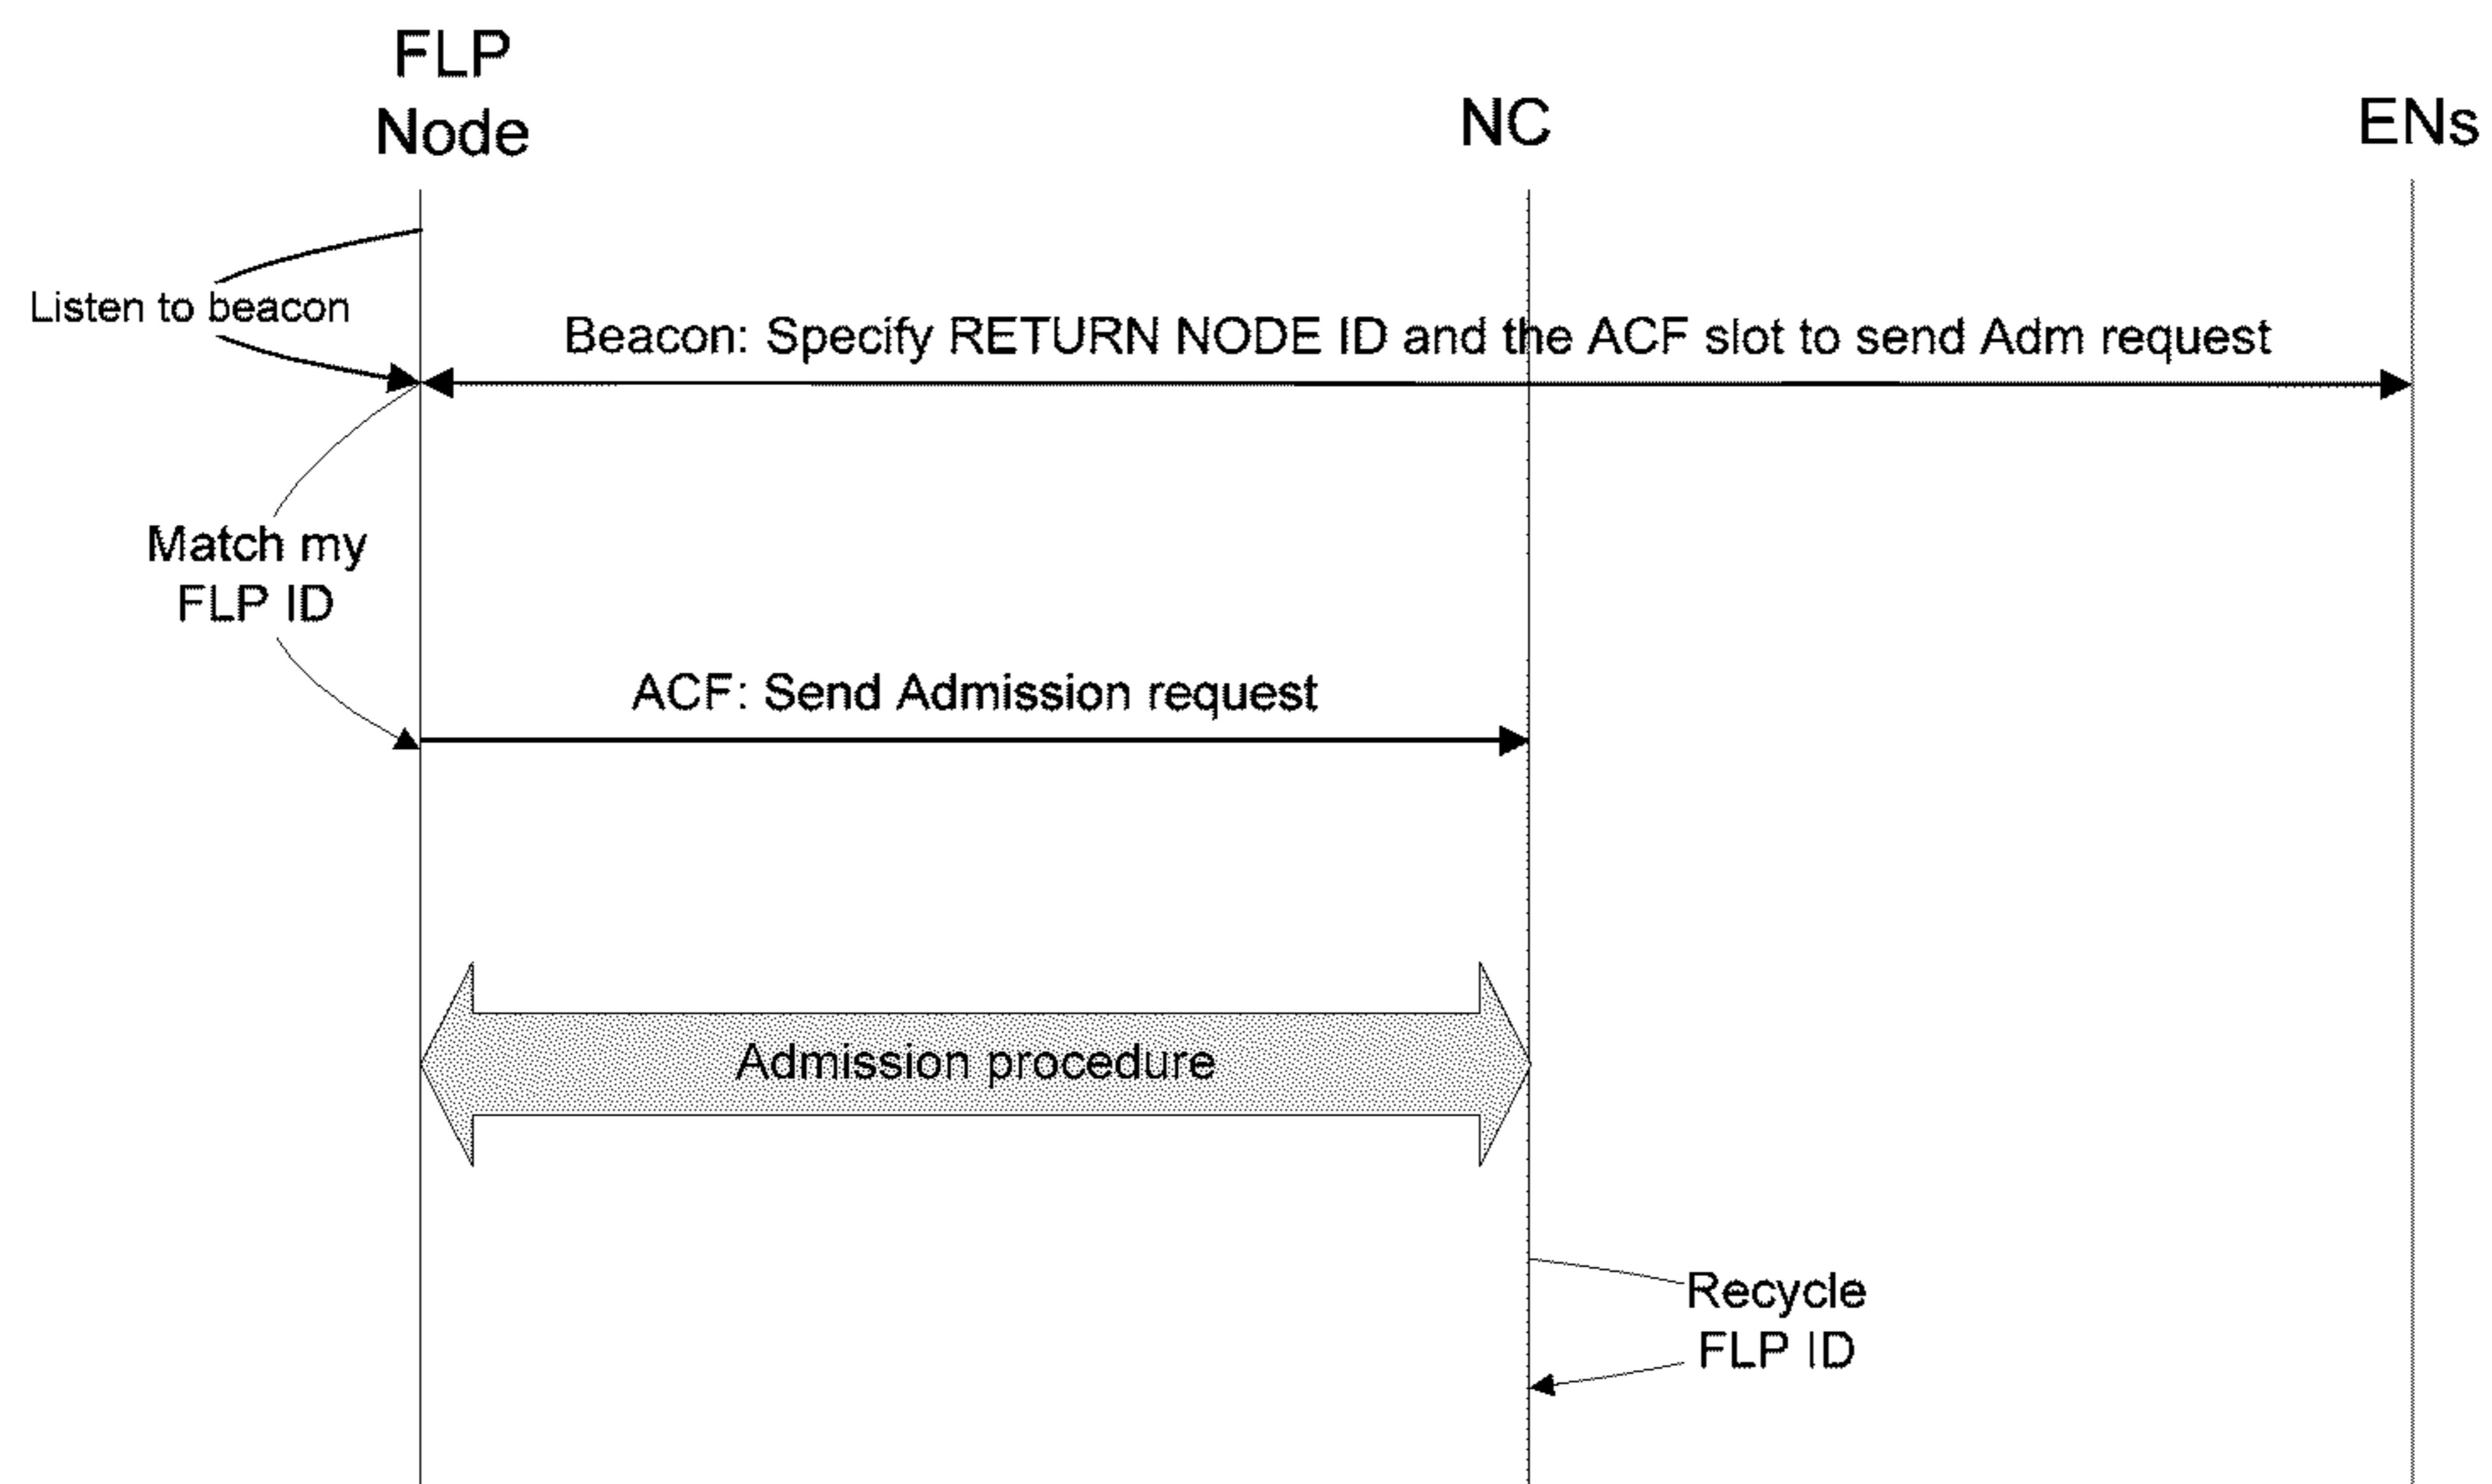 FLP
Node
NC
ENs
Listen to beacon
Beacon: Specify RETURN NODE ID and the ACF slot to send Adm request
Match my
FLP ID
ACF: Send Admission request
Admission procedure
Recycle
FLP ID